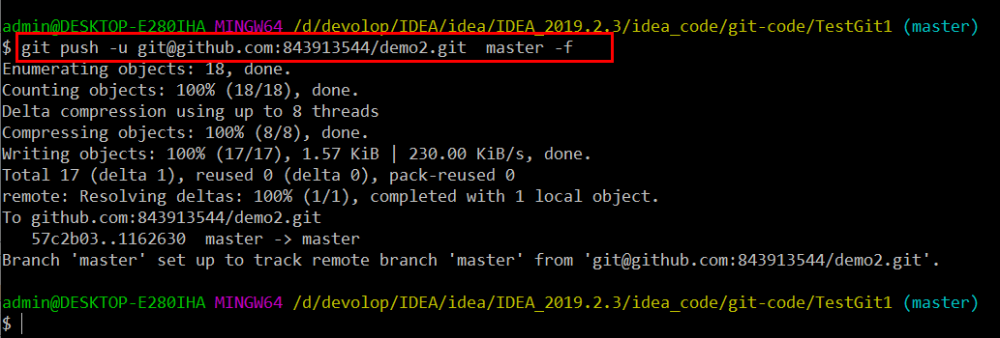 admin@DESKTOP-E280IHA MINGW64 /d/devolop/IDEA/idea/IDEA_2019.2.3/idea_code/git-code/TestGit1 (master)
$ git push -u git@github.com:843913544/demo2.git  master -f
Enumerating objects: 18, done.
Counting objects: 100% (18/18), done.
Delta compression using up to 8 threads
Compressing objects: 100% (8/8), done.
Writing objects: 100% (17/17), 1.57 KiB | 230.00 KiB/s, done.
Total 17 (delta 1), reused 0 (delta 0), pack-reused 0
remote: Resolving deltas: 100% (1/1), completed with 1 local object.
To github.com:843913544/demo2.git
   57c2b03..1162630  master -> master
Branch 'master' set up to track remote branch 'master' from 'git@github.com:843913544/demo2.git'.
admin@DESKTOP-E280IHA MINGW64 /d/devolop/IDEA/idea/IDEA_2019.2.3/idea_code/git-code/TestGit1 (master)
$